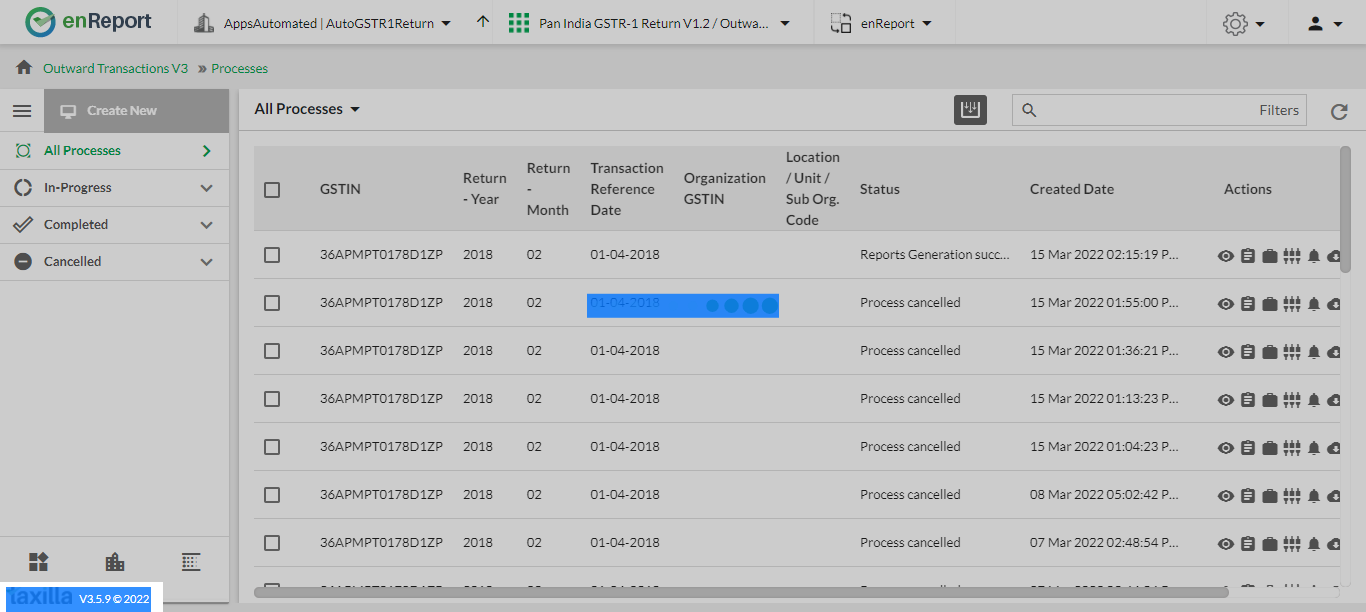 enReport
AppsAutomated | AutoGSTR1Return
Pan India GSTR-1 Return V1.2 / Outwa...
enReport
Outward Transactions V3 » Processes
Create New
All Processes
In-Progress
Completed
Cancelled
All Processes
Filters
GSTIN
Return - Year
Return - Month
Transaction Reference Date
Organization GSTIN
Location / Unit / Sub Org. Code
Status
Created Date
Actions
36APMPT0178D1ZP 2018 02 01-04-2018 Reports Generation succ... 15 Mar 2022 02:15:19 P...
36APMPT0178D1ZP 2018 02 01-04-2018 Process cancelled 15 Mar 2022 01:55:00 P...
36APMPT0178D1ZP 2018 02 01-04-2018 Process cancelled 15 Mar 2022 01:36:21 P...
36APMPT0178D1ZP 2018 02 01-04-2018 Process cancelled 15 Mar 2022 01:13:23 P...
36APMPT0178D1ZP 2018 02 01-04-2018 Process cancelled 15 Mar 2022 01:04:23 P...
36APMPT0178D1ZP 2018 02 01-04-2018 Process cancelled 08 Mar 2022 05:02:42 P...
36APMPT0178D1ZP 2018 02 01-04-2018 Process cancelled 07 Mar 2022 02:48:54 P...
taxilla V3.5.9 © 2022